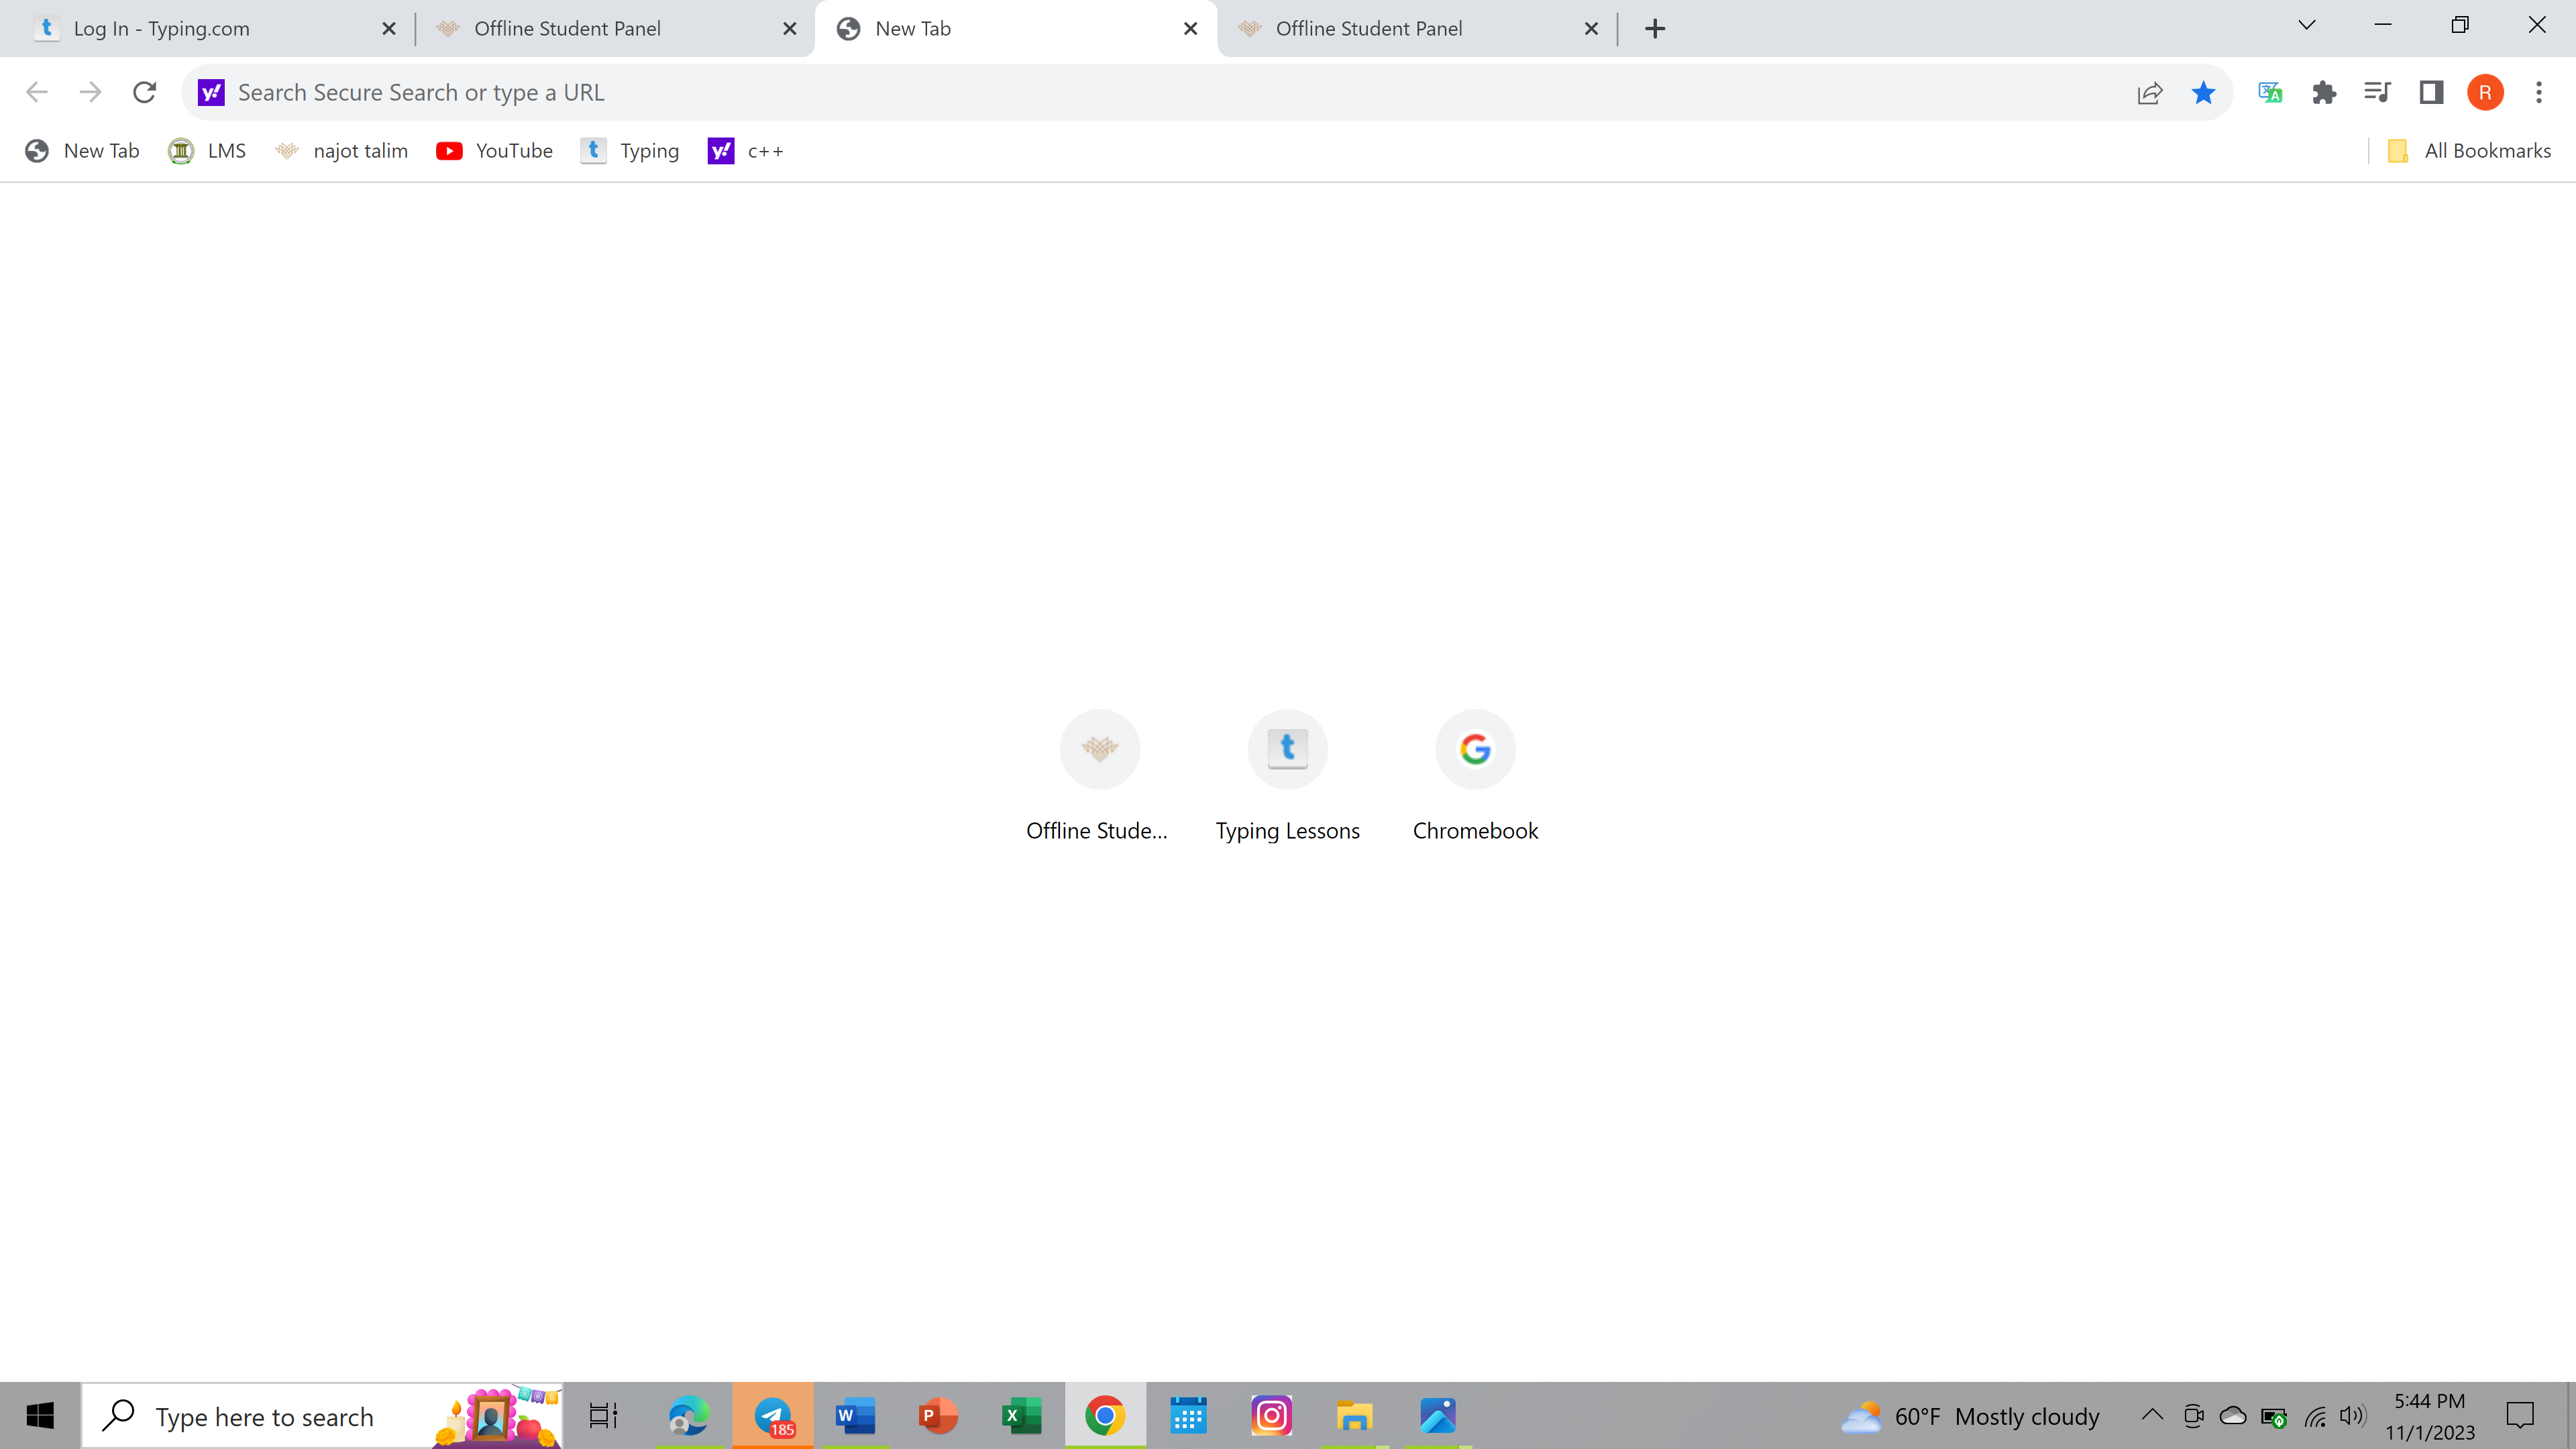 Log In - Typing.com
Offline Student Panel
New Tab
Offline Student Panel
Search Secure Search or type a URL
R
New Tab
LMS
najot talim
YouTube
Typing
c++
All Bookmarks
Offline Stude...
Typing Lessons
Chromebook
Type here to search
185
60°F Mostly cloudy
5:44 PM
11/1/2023